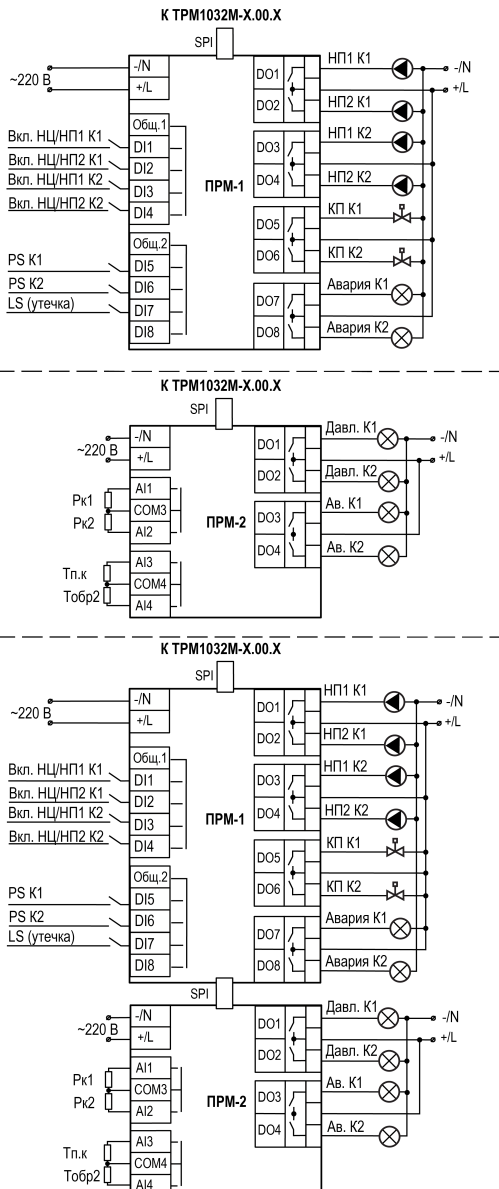 К ТРМ1032М-Х.00.Х
SPI
~220 В
-/N
+/L
Общ.1
Вкл. НЦ/НП1 К1
DI1
Вкл. НЦ/НП2 К1
DI2
Вкл. НЦ/НП1 К2
DI3
Вкл. НЦ/НП2 К2
DI4
Общ.2
PS К1
DI5
PS К2
DI6
LS (утечка)
DI7
DI8
ПРМ-1
DO1
НП1 К1
-/N
+/L
DO2
НП2 К1
DO3
НП1 К2
DO4
НП2 К2
DO5
КП К1
DO6
КП К2
DO7
Авария К1
DO8
Авария К2
К ТРМ1032М-Х.00.Х
SPI
~220 В
-/N
+/L
Рк1
Рк2
AI1
COM3
AI2
Тп.к
Тобр2
AI3
COM4
AI4
ПРМ-2
DO1
Давл. К1
-/N
+/L
DO2
Давл. К2
DO3
Ав. К1
DO4
Ав. К2
К ТРМ1032М-Х.00.Х
SPI
~220 В
-/N
+/L
Общ.1
Вкл. НЦ/НП1 К1
DI1
Вкл. НЦ/НП2 К1
DI2
Вкл. НЦ/НП1 К2
DI3
Вкл. НЦ/НП2 К2
DI4
Общ.2
PS К1
DI5
PS К2
DI6
LS (утечка)
DI7
DI8
ПРМ-1
DO1
НП1 К1
-/N
+/L
DO2
НП2 К1
DO3
НП1 К2
DO4
НП2 К2
DO5
КП К1
DO6
КП К2
DO7
Авария К1
DO8
Авария К2
SPI
~220 В
-/N
+/L
Рк1
Рк2
AI1
COM3
AI2
Тп.к
Тобр2
AI3
COM4
AI4
ПРМ-2
DO1
Давл. К1
-/N
+/L
DO2
Давл. К2
DO3
Ав. К1
DO4
Ав. К2